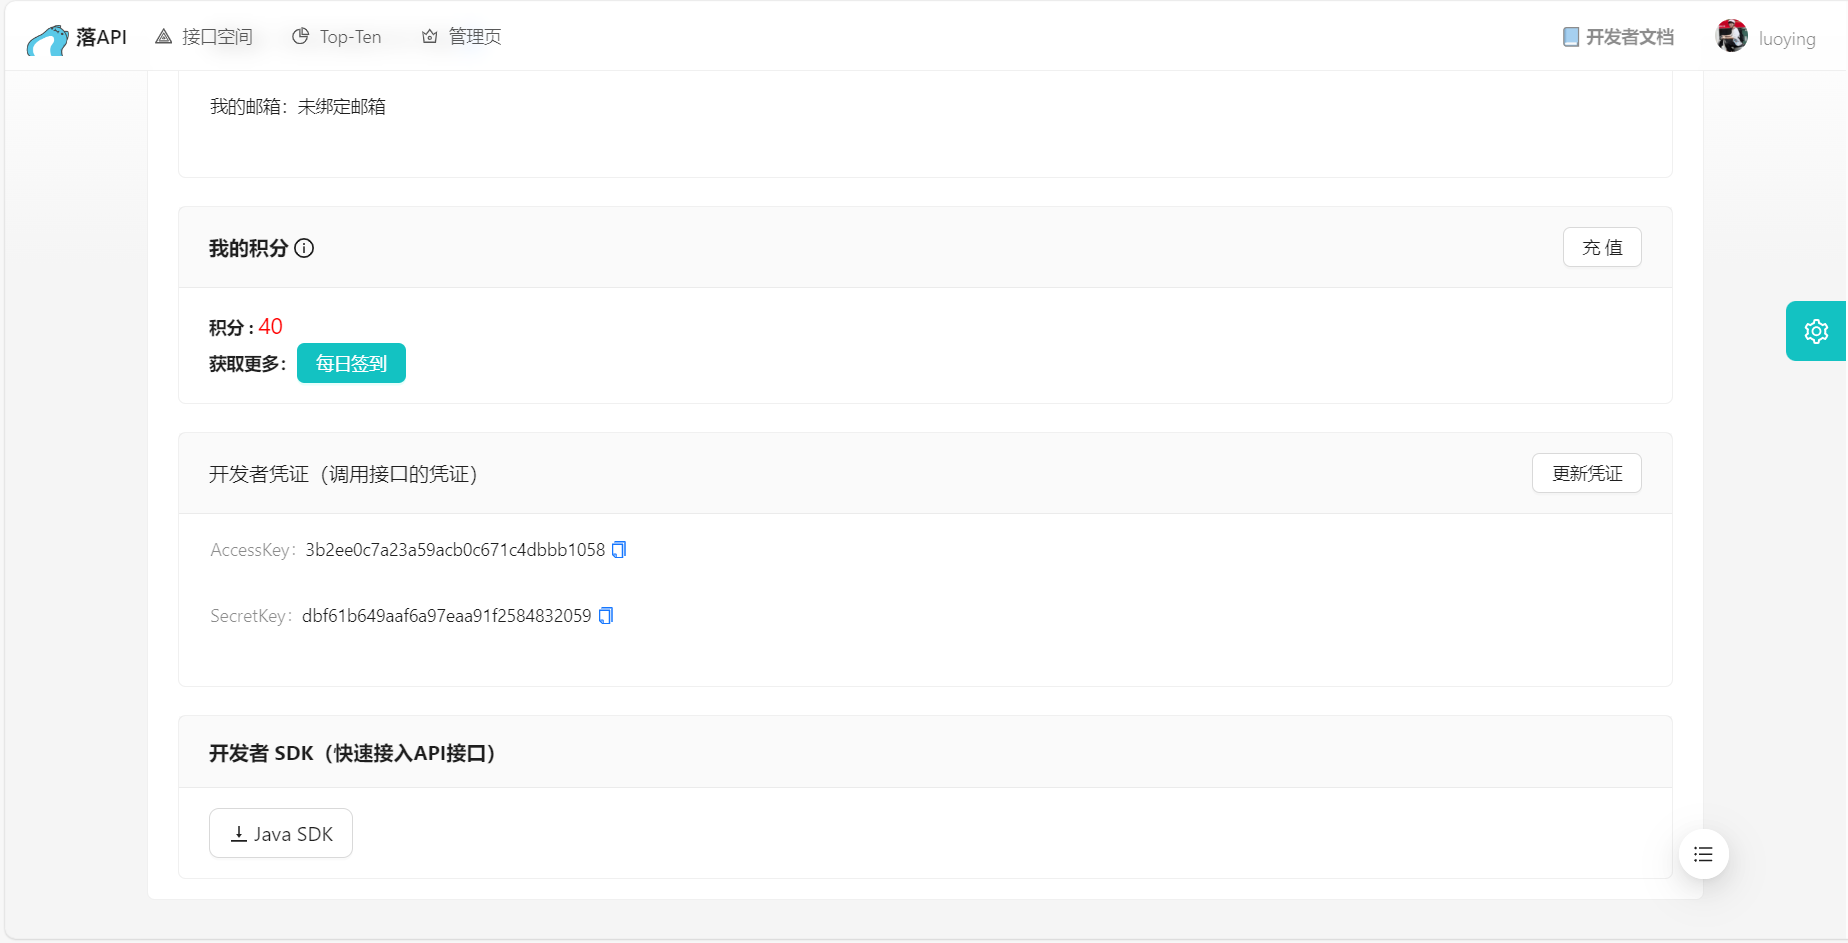 落API 接口空间 Top-Ten 管理页 开发者文档 luoying
我的邮箱：未绑定邮箱
我的积分 充 值
积分 : 40
获取更多： 每日签到
开发者凭证（调用接口的凭证） 更新凭证
AccessKey： 3b2ee0c7a23a59acb0c671c4dbbb1058
SecretKey： dbf61b649aaf6a97eaa91f2584832059
开发者 SDK（快速接入API接口）
Java SDK